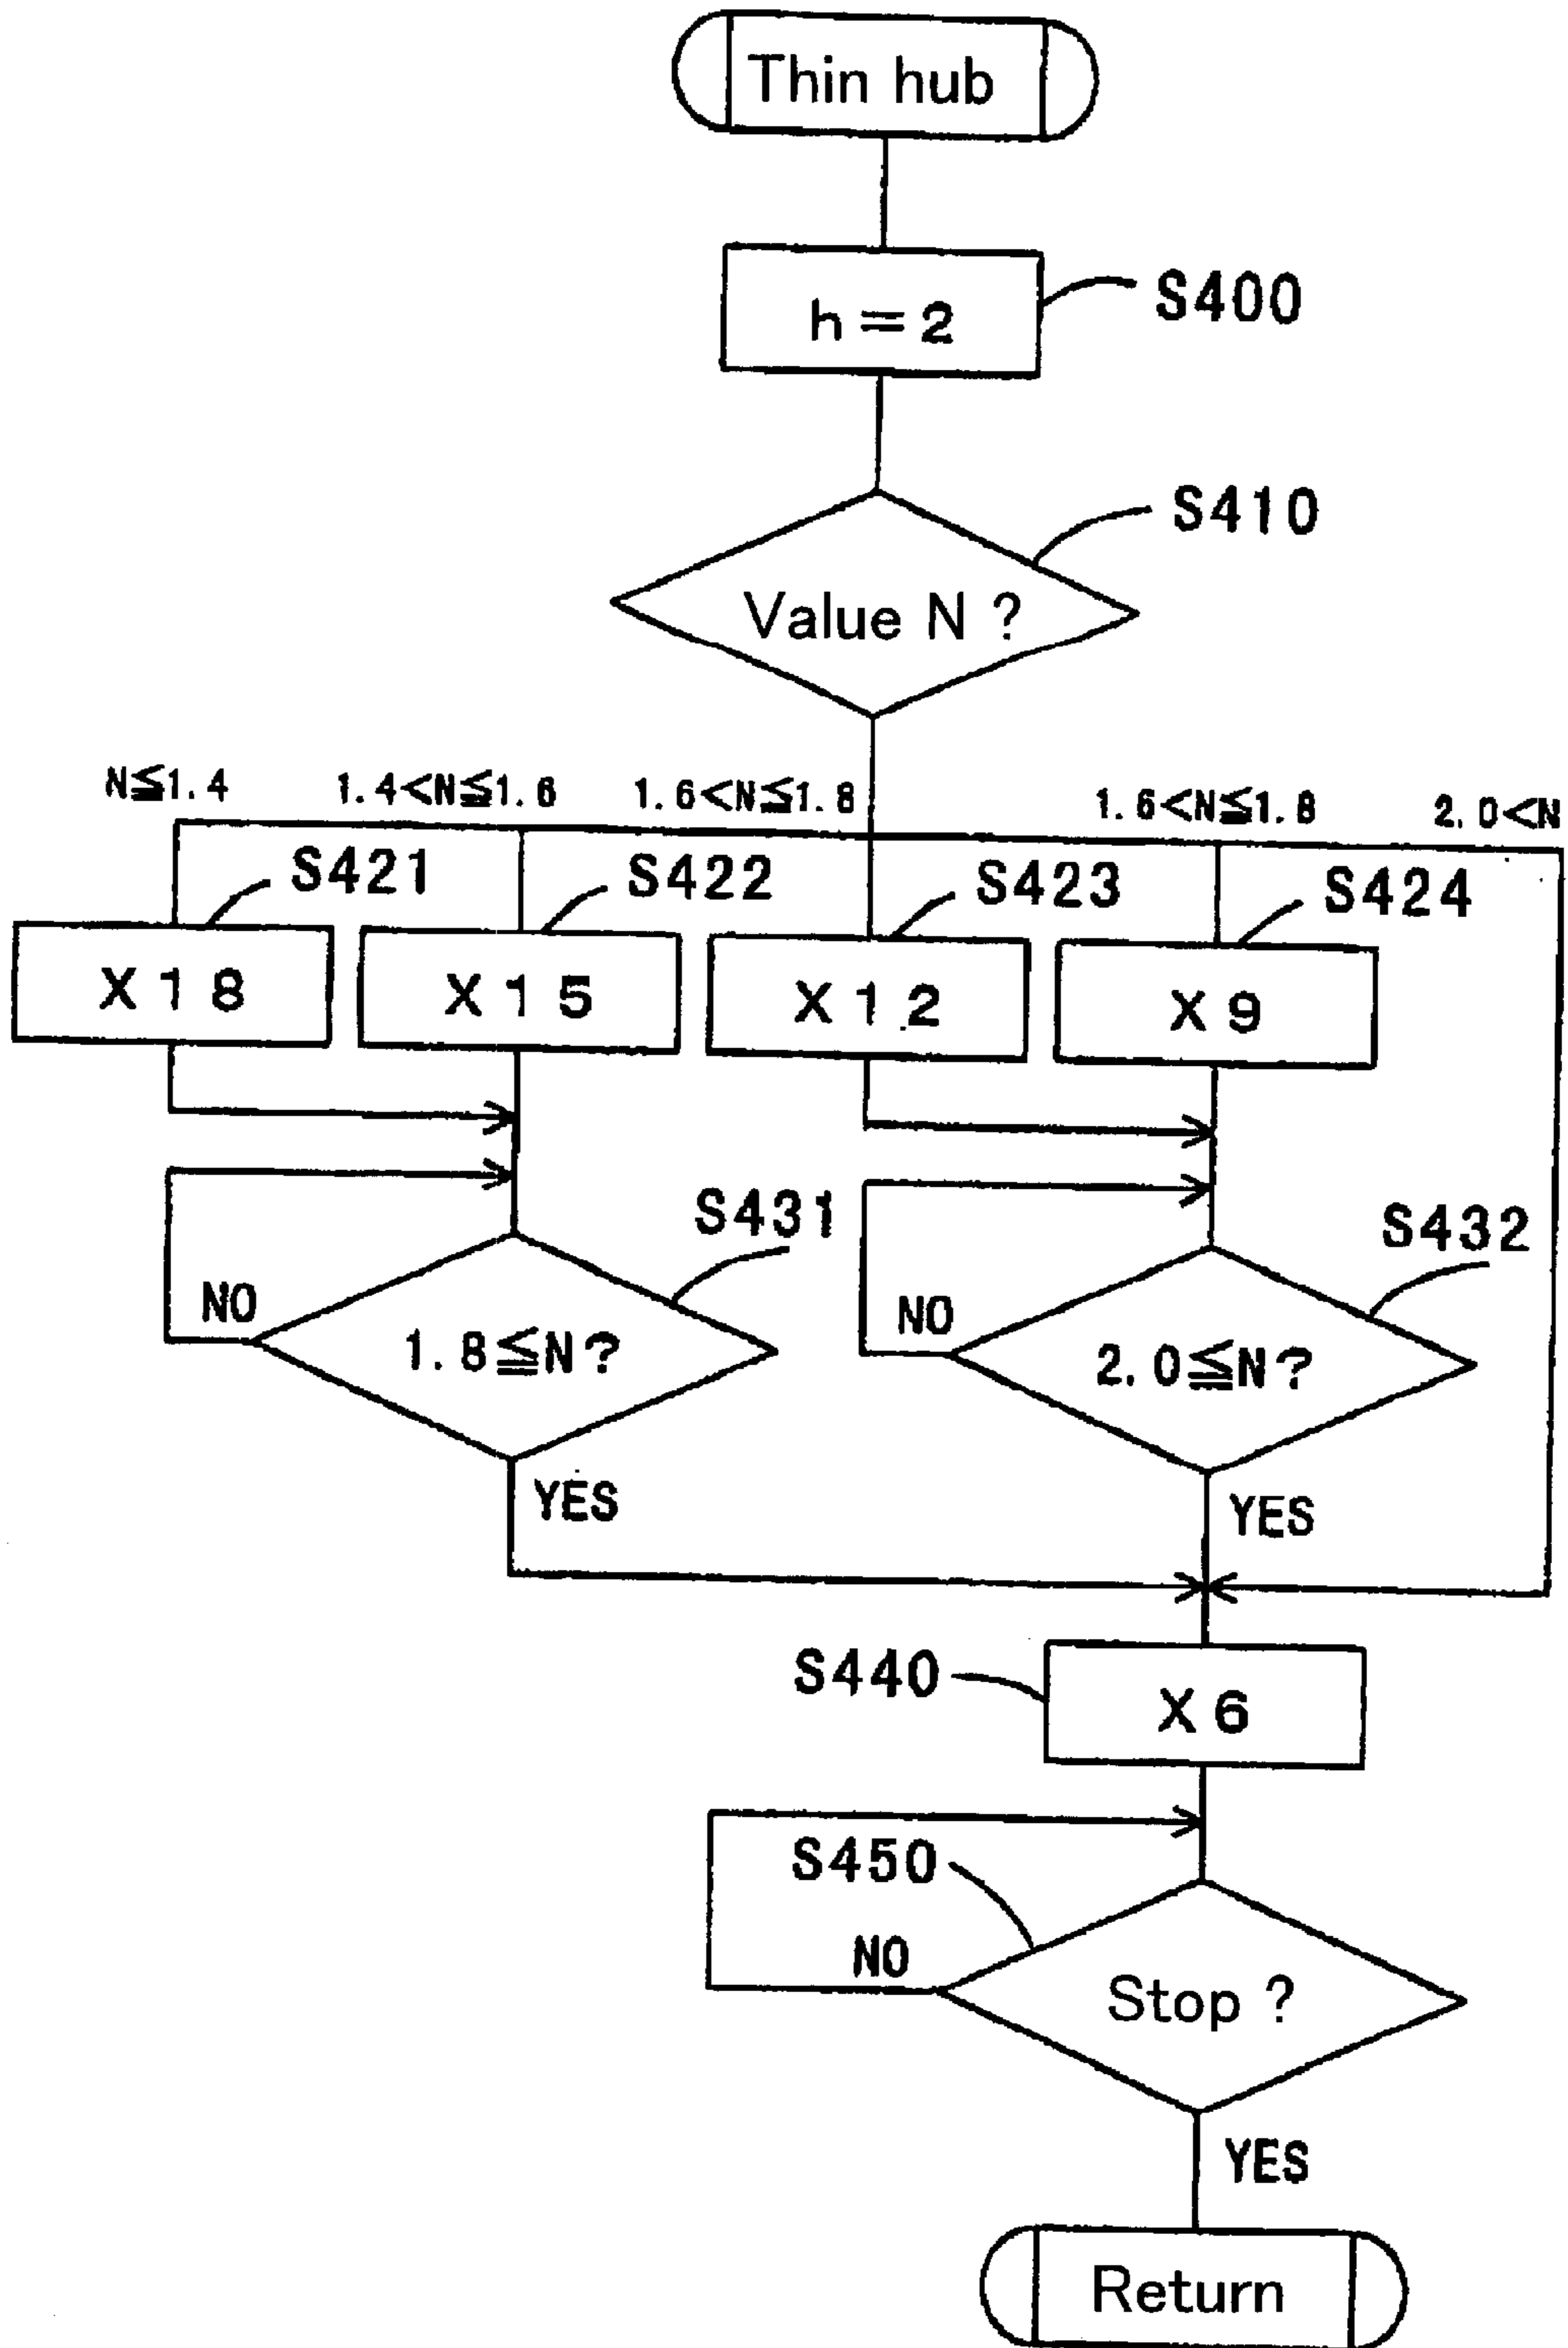 Thin hub
h=2
S400
S410
Value N ?
N≦1.4
1.4<N≦1.6
1.6<N≦1.8
1.6<N≦1.8
2.0<N
S421
S422
S423
S424
X18
X15
X12
X9
S431
S432
NO
1.8≦N?
NO
2.0≦N?
YES
YES
S440
X6
S450
NO
Stop ?
YES
Return